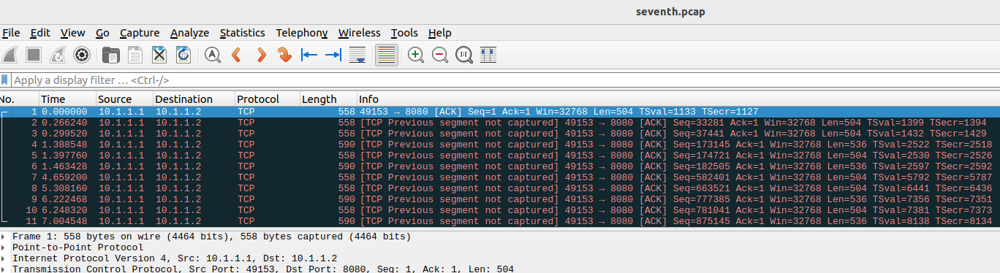 seventh.pcap
File Edit View Go Capture Analyze Statistics Telephony Wireless Tools Help
Apply a display filter … <Ctrl-/>
No. Time Source Destination Protocol Length Info
1 0.000000 10.1.1.1 10.1.1.2 TCP 558 49153 → 8080 [ACK] Seq=1 Ack=1 Win=32768 Len=504 TSval=1133 TSecr=1127
2 0.266240 10.1.1.1 10.1.1.2 TCP 558 [TCP Previous segment not captured] 49153 → 8080 [ACK] Seq=33281 Ack=1 Win=32768 Len=504 TSval=1399 TSecr=1394
3 0.299520 10.1.1.1 10.1.1.2 TCP 558 [TCP Previous segment not captured] 49153 → 8080 [ACK] Seq=37441 Ack=1 Win=32768 Len=504 TSval=1432 TSecr=1429
4 1.388548 10.1.1.1 10.1.1.2 TCP 590 [TCP Previous segment not captured] 49153 → 8080 [ACK] Seq=173145 Ack=1 Win=32768 Len=536 TSval=2522 TSecr=2518
5 1.397760 10.1.1.1 10.1.1.2 TCP 558 [TCP Previous segment not captured] 49153 → 8080 [ACK] Seq=174721 Ack=1 Win=32768 Len=504 TSval=2530 TSecr=2526
6 1.463428 10.1.1.1 10.1.1.2 TCP 590 [TCP Previous segment not captured] 49153 → 8080 [ACK] Seq=182505 Ack=1 Win=32768 Len=536 TSval=2597 TSecr=2592
7 4.659200 10.1.1.1 10.1.1.2 TCP 558 [TCP Previous segment not captured] 49153 → 8080 [ACK] Seq=582401 Ack=1 Win=32768 Len=504 TSval=5792 TSecr=5787
8 5.308160 10.1.1.1 10.1.1.2 TCP 558 [TCP Previous segment not captured] 49153 → 8080 [ACK] Seq=663521 Ack=1 Win=32768 Len=504 TSval=6441 TSecr=6436
9 6.222468 10.1.1.1 10.1.1.2 TCP 590 [TCP Previous segment not captured] 49153 → 8080 [ACK] Seq=777385 Ack=1 Win=32768 Len=536 TSval=7356 TSecr=7351
10 6.248320 10.1.1.1 10.1.1.2 TCP 558 [TCP Previous segment not captured] 49153 → 8080 [ACK] Seq=781041 Ack=1 Win=32768 Len=504 TSval=7381 TSecr=7373
11 7.004548 10.1.1.1 10.1.1.2 TCP 590 [TCP Previous segment not captured] 49153 → 8080 [ACK] Seq=875145 Ack=1 Win=32768 Len=536 TSval=8138 TSecr=8134
Frame 1: 558 bytes on wire (4464 bits), 558 bytes captured (4464 bits)
Point-to-Point Protocol
Internet Protocol Version 4, Src: 10.1.1.1, Dst: 10.1.1.2
Transmission Control Protocol, Src Port: 49153, Dst Port: 8080, Seq: 1, Ack: 1, Len: 504